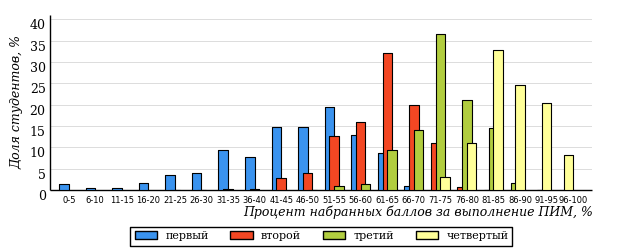 40
35
30
25
20
15
10
5
0
Доля студентов, %
0-5 6-10 11-15 16-20 21-25 26-30 31-35 36-40 41-45 46-50 51-55 56-60 61-65 66-70 71-75 76-80 81-85 86-90 91-95 96-100
Процент набранных баллов за выполнение ПИМ, %
первый второй третий четвертый